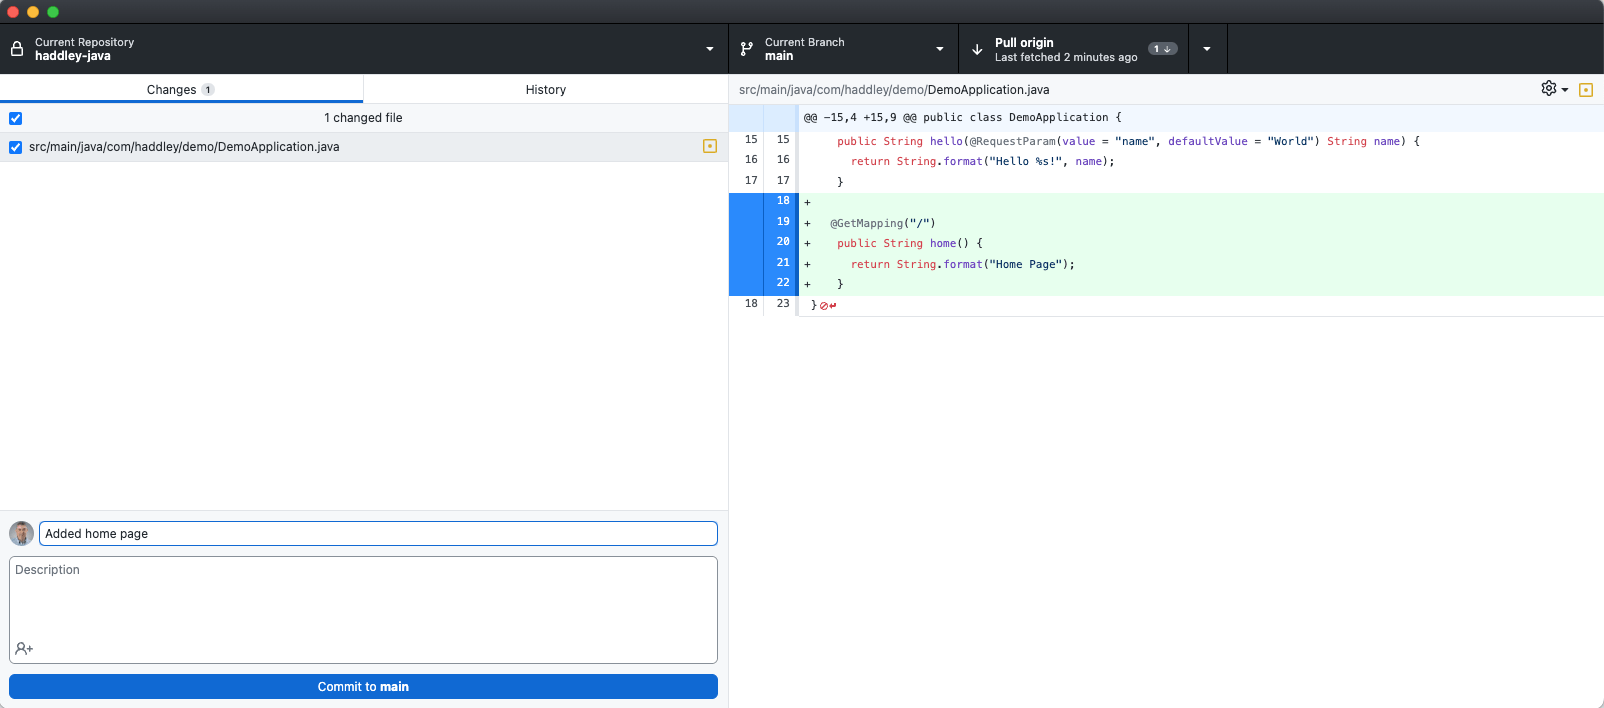 Current Repository
haddley-java
Current Branch
main
Pull origin
Last fetched 2 minutes ago
1
Changes 1
History
src/main/java/com/haddley/demo/DemoApplication.java
1 changed file
src/main/java/com/haddley/demo/DemoApplication.java
@@ -15,4 +15,9 @@ public class DemoApplication {
15 15 public String hello(@RequestParam(value = "name", defaultValue = "World") String name) {
16 16 return String.format("Hello %s!", name);
17 17 }
18 +
19 + @GetMapping("/")
20 + public String home() {
21 + return String.format("Home Page");
22 + }
18 23 }
Added home page
Description
Commit to main